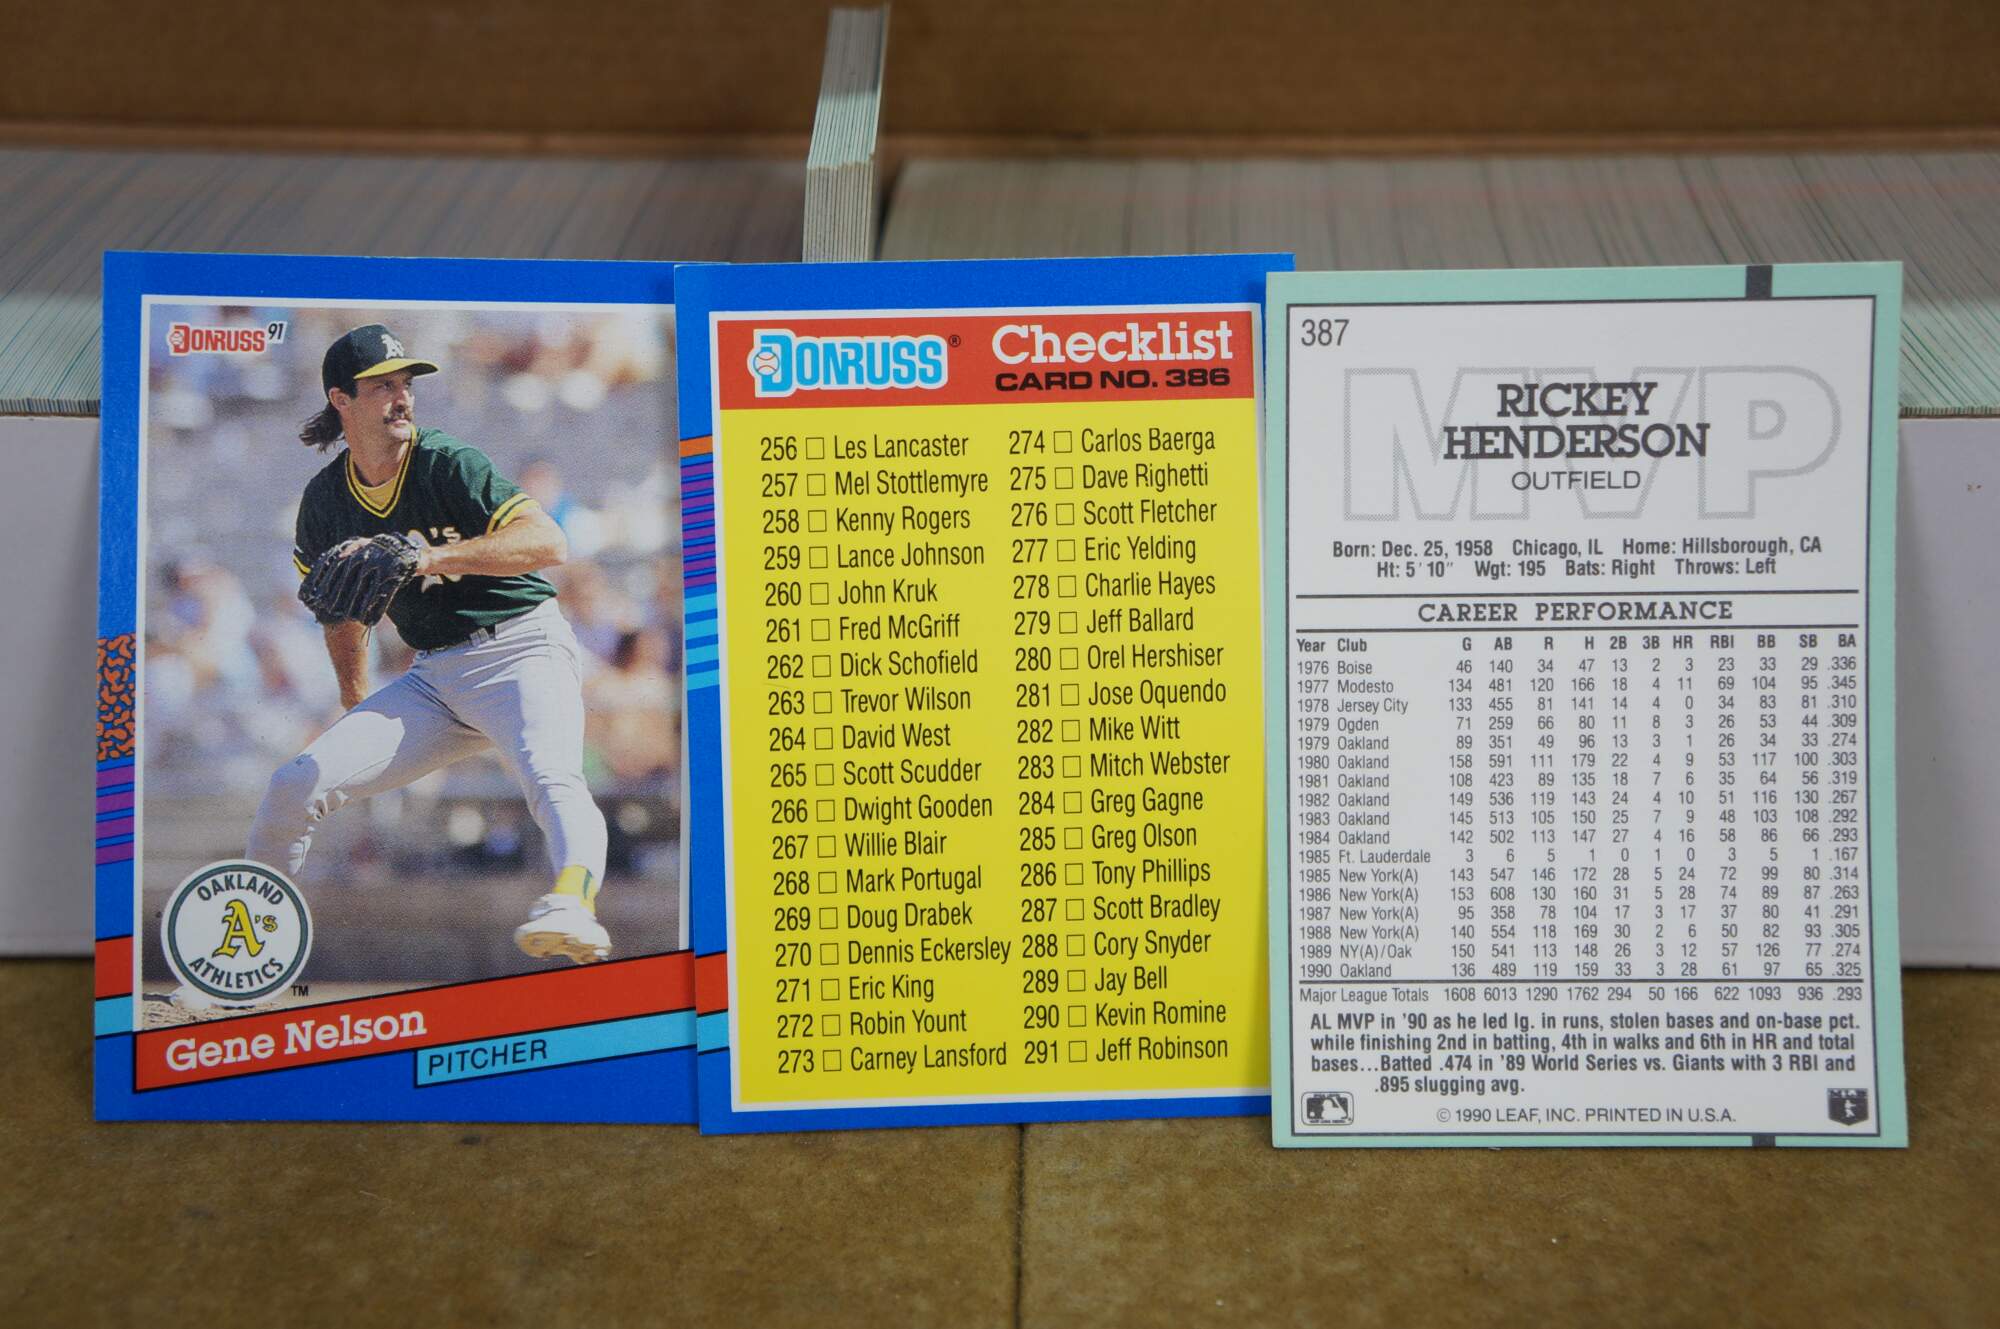 DONRUSS '91
A's
A's
OAKLAND
A's
ATHLETICS
TM
Gene Nelson
PITCHER
DONRUSS® Checklist
CARD NO. 386
256 □ Les Lancaster
257 □ Mel Stottlemyre
258 □ Kenny Rogers
259 □ Lance Johnson
260 □ John Kruk
261 □ Fred McGriff
262 □ Dick Schofield
263 □ Trevor Wilson
264 □ David West
265 □ Scott Scudder
266 □ Dwight Gooden
267 □ Willie Blair
268 □ Mark Portugal
269 □ Doug Drabek
270 □ Dennis Eckersley
271 □ Eric King
272 □ Robin Yount
273 □ Carney Lansford
274 □ Carlos Baerga
275 □ Dave Righetti
276 □ Scott Fletcher
277 □ Eric Yelding
278 □ Charlie Hayes
279 □ Jeff Ballard
280 □ Orel Hershiser
281 □ Jose Oquendo
282 □ Mike Witt
283 □ Mitch Webster
284 □ Greg Gagne
285 □ Greg Olson
286 □ Tony Phillips
287 □ Scott Bradley
288 □ Cory Snyder
289 □ Jay Bell
290 □ Kevin Romine
291 □ Jeff Robinson
387
MVP
RICKEY
HENDERSON
OUTFIELD
Born: Dec. 25, 1958 Chicago, IL Home: Hillsborough, CA
Ht: 5' 10" Wgt: 195 Bats: Right Throws: Left
CAREER PERFORMANCE
Year Club G AB R H 2B 3B HR RBI BB SB BA
1976 Boise 46 140 34 47 13 2 3 23 33 29 .336
1977 Modesto 134 481 120 166 18 4 11 69 104 95 .345
1978 Jersey City 133 455 81 141 14 4 0 34 83 81 .310
1979 Ogden 71 259 66 80 11 8 3 26 53 44 .309
1979 Oakland 89 351 49 96 13 3 1 26 34 33 .274
1980 Oakland 158 591 111 179 22 4 9 53 117 100 .303
1981 Oakland 108 423 89 135 18 7 6 35 64 56 .319
1982 Oakland 149 536 119 143 24 4 10 51 116 130 .267
1983 Oakland 145 513 105 150 25 7 9 48 103 108 .292
1984 Oakland 142 502 113 147 27 4 16 58 86 66 .293
1985 Ft. Lauderdale 3 6 5 1 0 1 0 3 5 1 .167
1985 New York(A) 143 547 146 172 28 5 24 72 99 80 .314
1986 New York(A) 153 608 130 160 31 5 28 74 89 87 .263
1987 New York(A) 95 358 78 104 17 3 17 37 80 41 .291
1988 New York(A) 140 554 118 169 30 2 6 50 82 93 .305
1989 NY(A)/Oak 150 541 113 148 26 3 12 57 126 77 .274
1990 Oakland 136 489 119 159 33 3 28 61 97 65 .325
Major League Totals 1608 6013 1290 1762 294 50 166 622 1093 936 .293
AL MVP in '90 as he led lg. in runs, stolen bases and on-base pct.
while finishing 2nd in batting, 4th in walks and 6th in HR and total
bases...Batted .474 in '89 World Series vs. Giants with 3 RBI and
.895 slugging avg.
© 1990 LEAF, INC. PRINTED IN U.S.A.